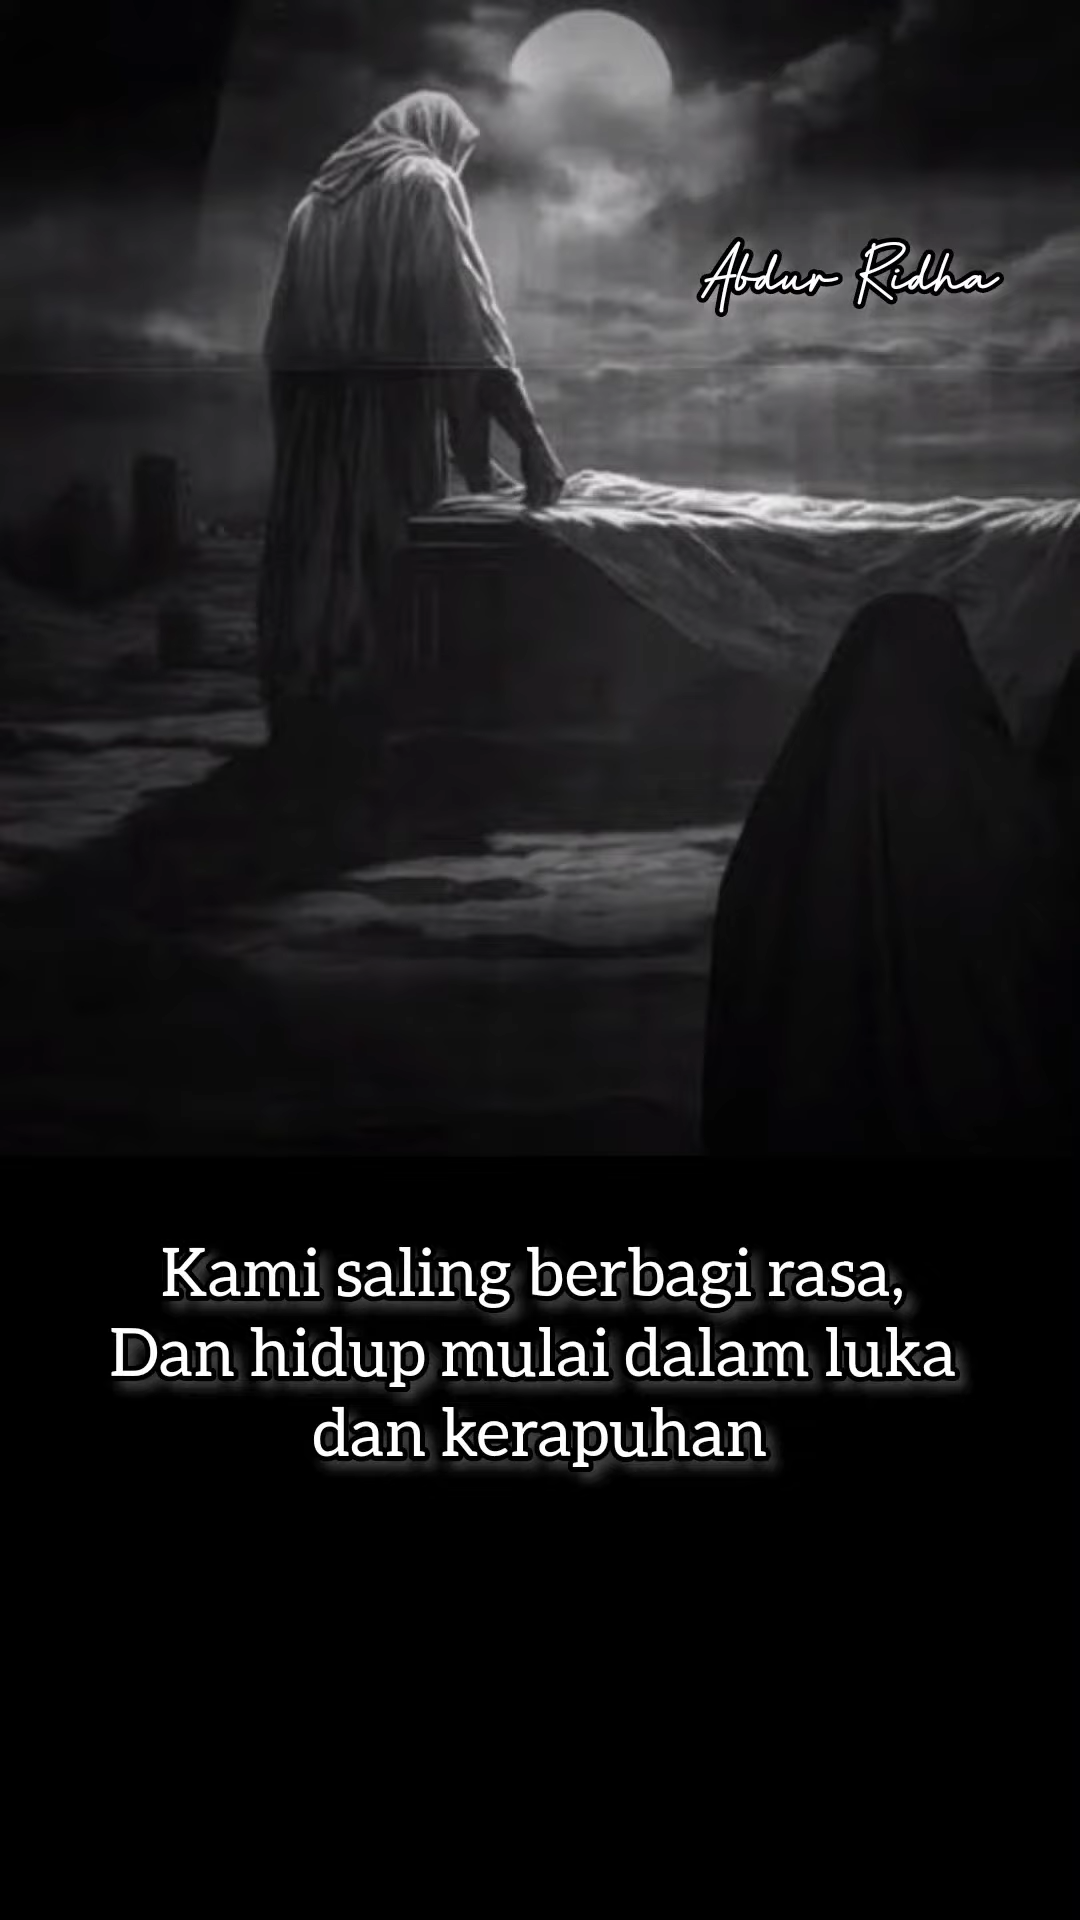 Abdur Ridha
Kami saling berbagi rasa,
Dan hidup mulai dalam luka
dan kerapuhan